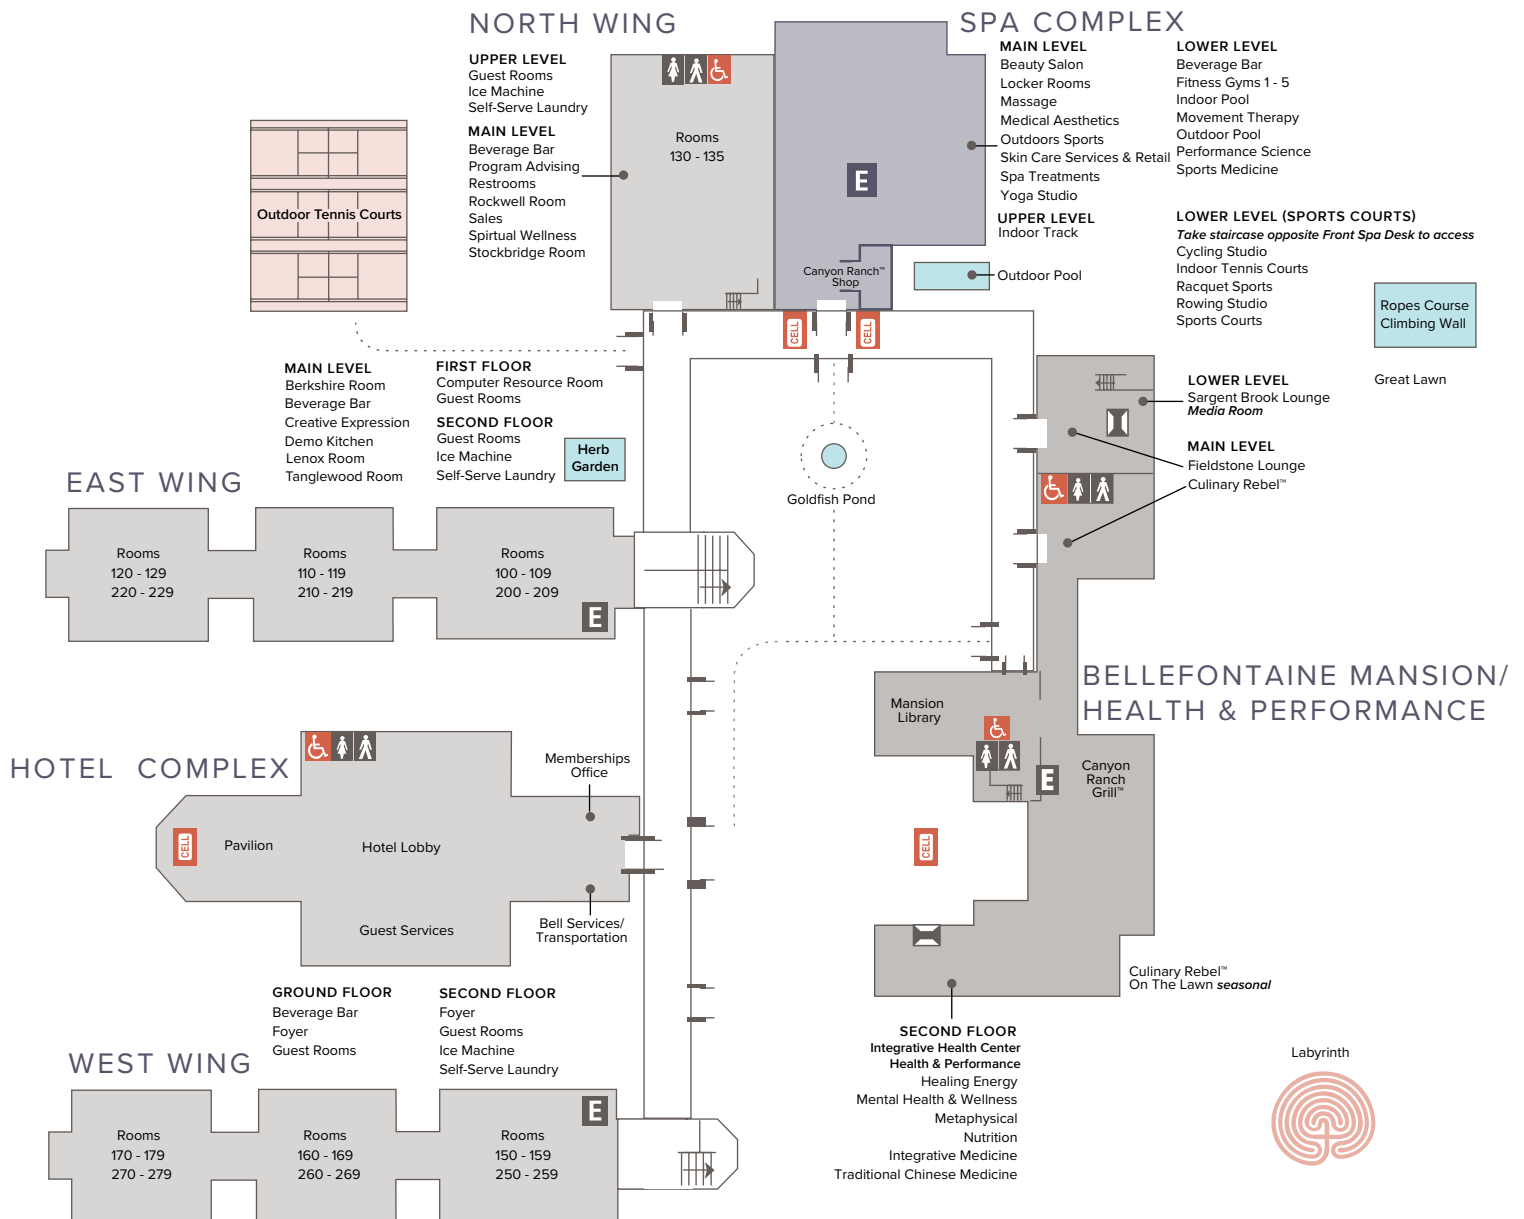 NORTH WING
UPPER LEVEL
Guest Rooms
Ice Machine
Self-Serve Laundry
MAIN LEVEL
Beverage Bar
Program Advising
Restrooms
Rockwell Room
Sales
Spirtual Wellness
Stockbridge Room
Rooms
130 - 135
SPA COMPLEX
MAIN LEVEL
Beauty Salon
Locker Rooms
Massage
Medical Aesthetics
Outdoors Sports
Skin Care Services & Retail
Spa Treatments
Yoga Studio
UPPER LEVEL
Indoor Track
LOWER LEVEL
Beverage Bar
Fitness Gyms 1 - 5
Indoor Pool
Movement Therapy
Outdoor Pool
Performance Science
Sports Medicine
LOWER LEVEL (SPORTS COURTS)
Take staircase opposite Front Spa Desk to access
Cycling Studio
Indoor Tennis Courts
Racquet Sports
Rowing Studio
Sports Courts
E
Canyon Ranch™
Shop
Outdoor Pool
CELL
CELL
Outdoor Tennis Courts
Ropes Course
Climbing Wall
Great Lawn
MAIN LEVEL
Berkshire Room
Beverage Bar
Creative Expression
Demo Kitchen
Lenox Room
Tanglewood Room
FIRST FLOOR
Computer Resource Room
Guest Rooms
SECOND FLOOR
Guest Rooms
Ice Machine
Self-Serve Laundry
Herb
Garden
Goldfish Pond
LOWER LEVEL
Sargent Brook Lounge
Media Room
MAIN LEVEL
Fieldstone Lounge
Culinary Rebel™
EAST WING
Rooms
120 - 129
220 - 229
Rooms
110 - 119
210 - 219
Rooms
100 - 109
200 - 209
E
BELLEFONTAINE MANSION/
HEALTH & PERFORMANCE
Mansion
Library
E
Canyon
Ranch
Grill™
CELL
HOTEL COMPLEX
Memberships
Office
CELL
Pavilion
Hotel Lobby
Guest Services
Bell Services/
Transportation
Culinary Rebel™
On The Lawn seasonal
GROUND FLOOR
Beverage Bar
Foyer
Guest Rooms
SECOND FLOOR
Foyer
Guest Rooms
Ice Machine
Self-Serve Laundry
SECOND FLOOR
Integrative Health Center
Health & Performance
Healing Energy
Mental Health & Wellness
Metaphysical
Nutrition
Integrative Medicine
Traditional Chinese Medicine
Labyrinth
WEST WING
E
Rooms
170 - 179
270 - 279
Rooms
160 - 169
260 - 269
Rooms
150 - 159
250 - 259